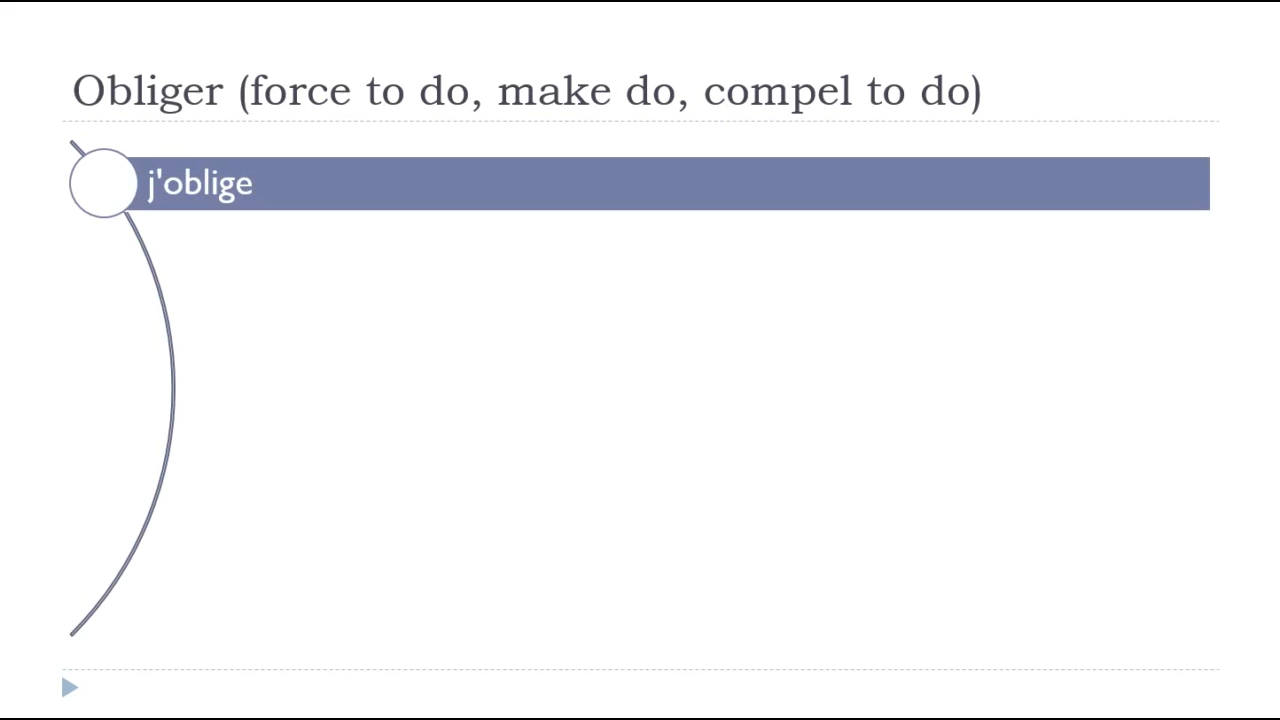 Obliger (force to do, make do, compel to do)
j'oblige